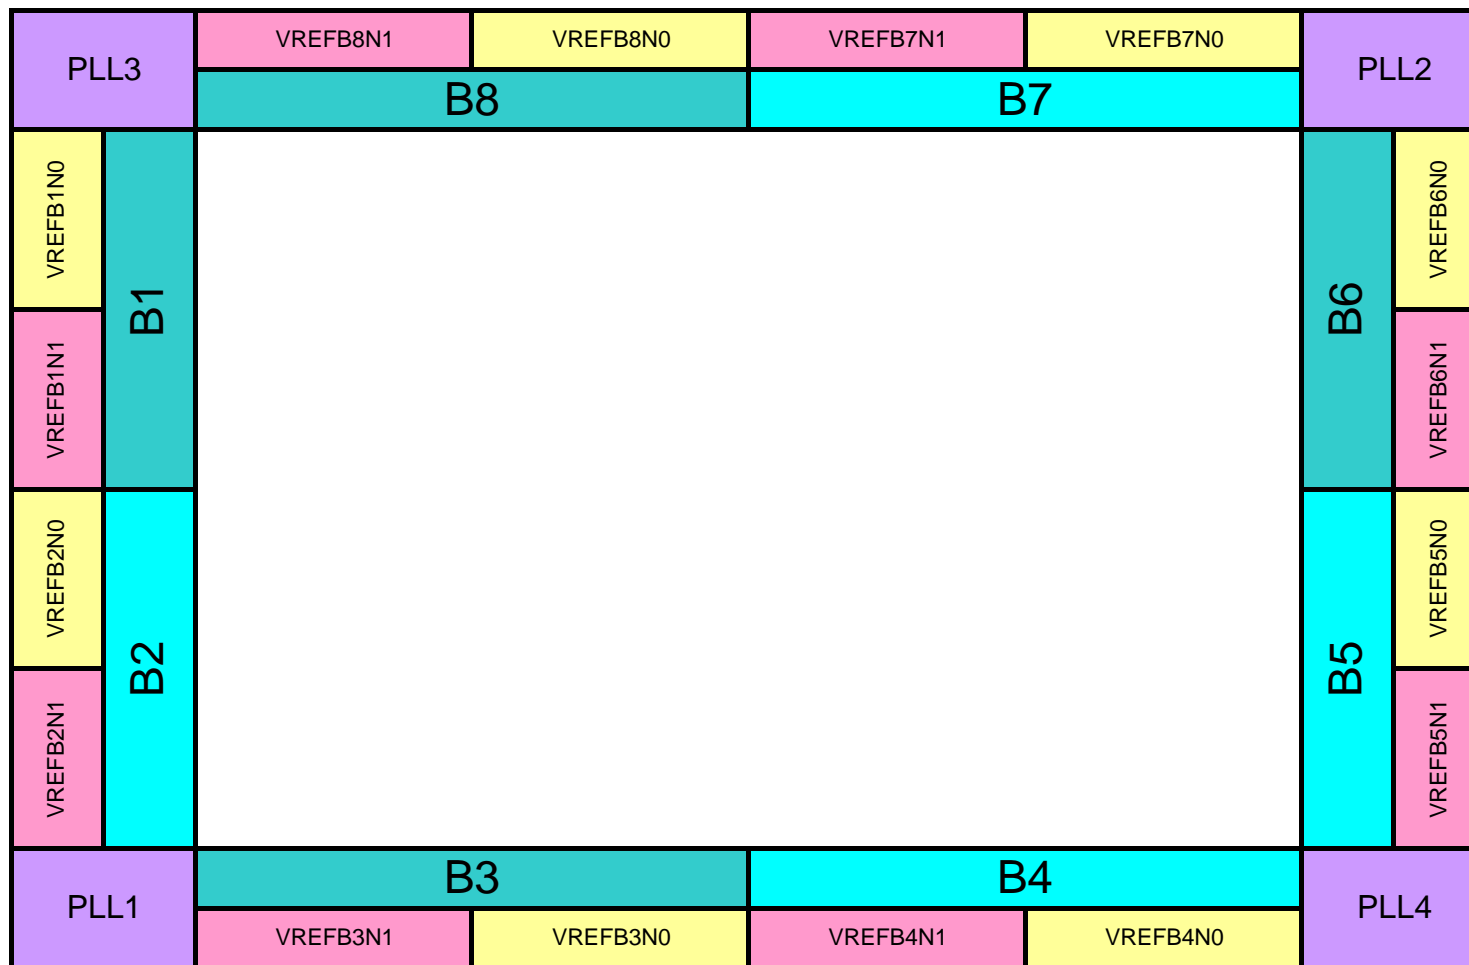 PLL3
VREFB8N1
VREFB8N0
VREFB7N1
VREFB7N0
PLL2
B8
B7
VREFB1N0
B1
VREFB1N1
VREFB2N0
B2
VREFB2N1
VREFB6N0
B6
VREFB6N1
VREFB5N0
B5
VREFB5N1
PLL1
B3
B4
PLL4
VREFB3N1
VREFB3N0
VREFB4N1
VREFB4N0